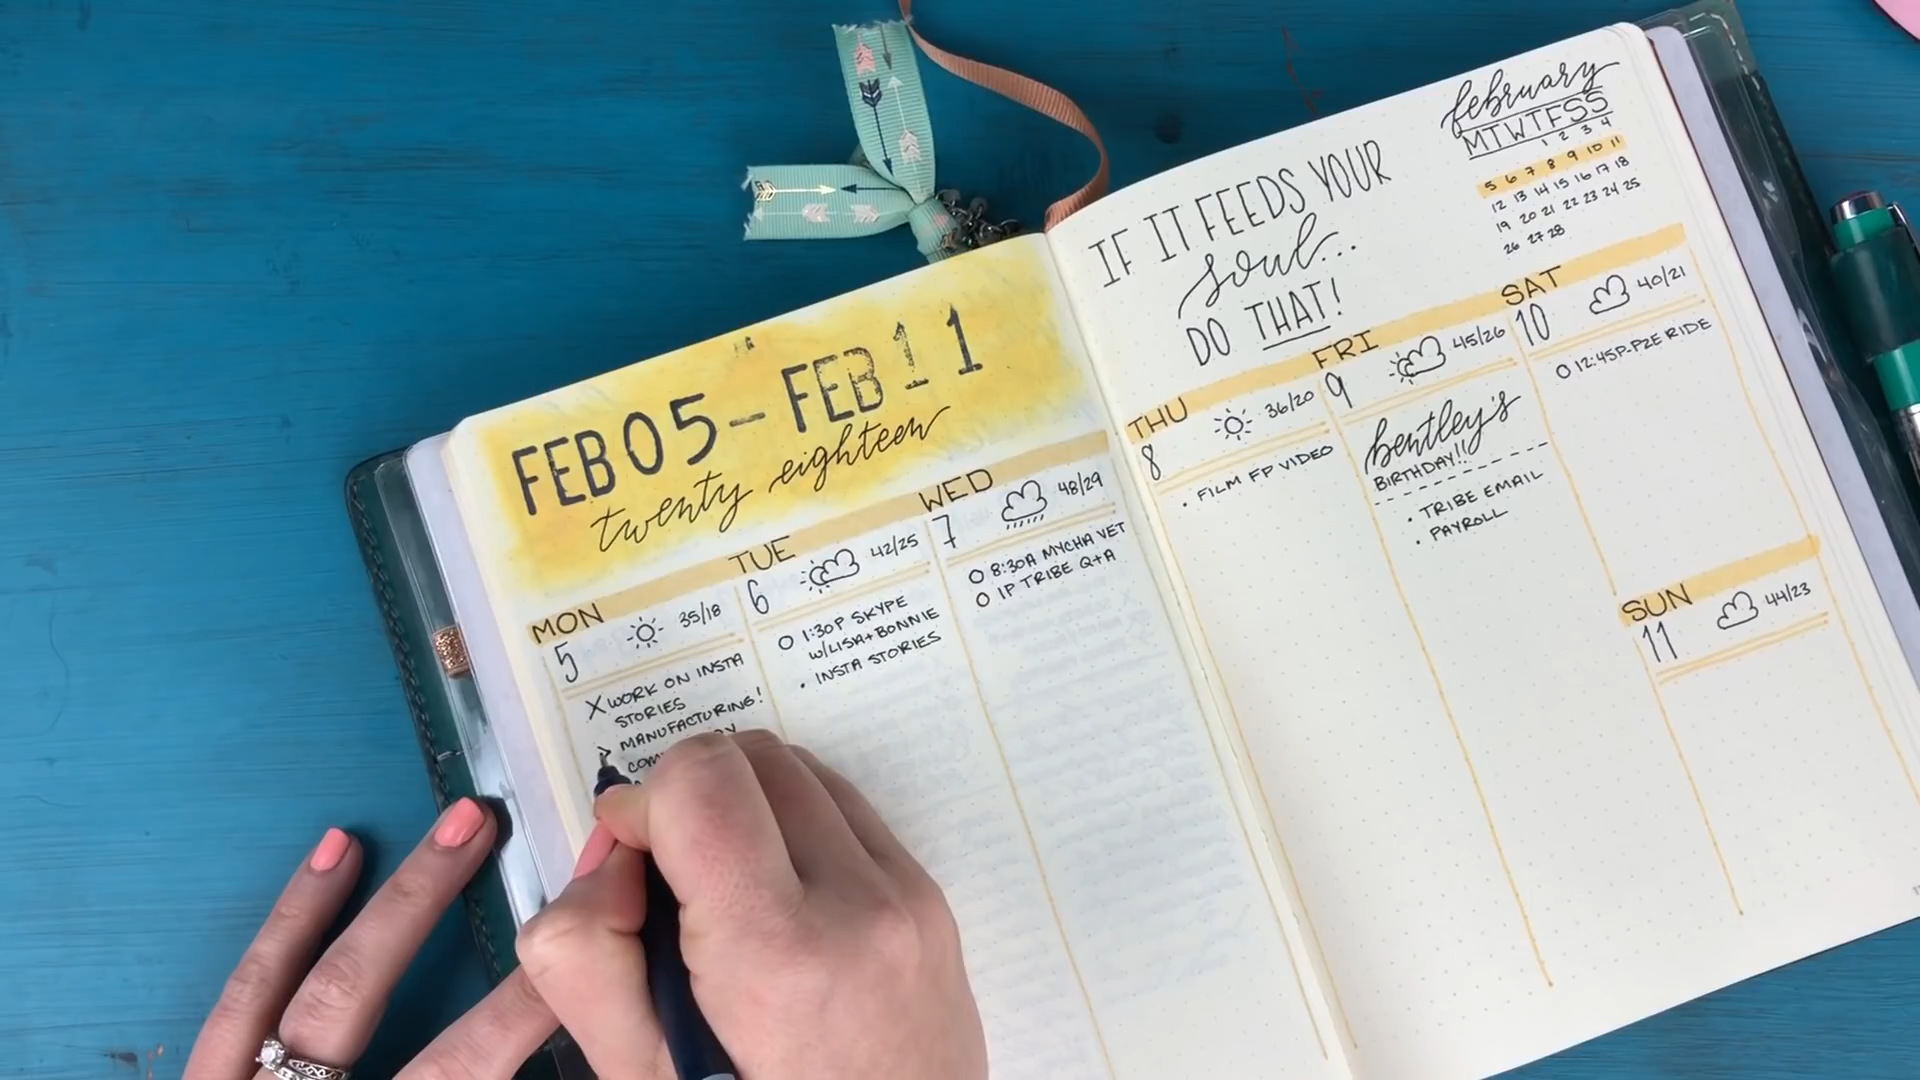 FEB 05 - FEB 11
twenty eighteen
MON
5
35/18
X WORK ON INSTA
STORIES
> MANUFACTURING!
TUE
6
42/25
O 1:30P SKYPE
W/LISA+BONNIE
• INSTA STORIES
WED
7
48/29
O 8:30A MYCHA VET
O 1P TRIBE Q+A
IF IT FEEDS YOUR
soul...
DO THAT!
february
MTWTFSS
1 2 3 4
5 6 7 8 9 10 11
12 13 14 15 16 17 18
19 20 21 22 23 24 25
26 27 28
THU
8
36/20
• FILM FP VIDEO
FRI
9
45/26
bentley's
BIRTHDAY!!
• TRIBE EMAIL
• PAYROLL
SAT
10
40/21
O 12:45P-PZE RIDE
SUN
11
44/23